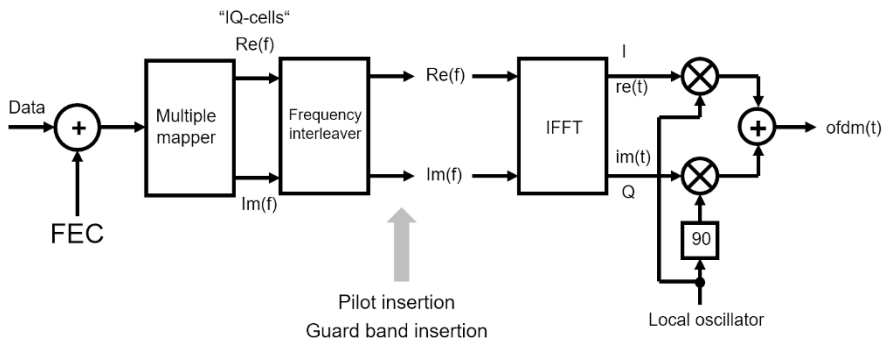 “IQ-cells“
Re(f)
Data
+
FEC
Multiple
mapper
Im(f)
Frequency
interleaver
Re(f)
Im(f)
Pilot insertion
Guard band insertion
IFFT
I
re(t)
im(t)
Q
90
+
ofdm(t)
Local oscillator